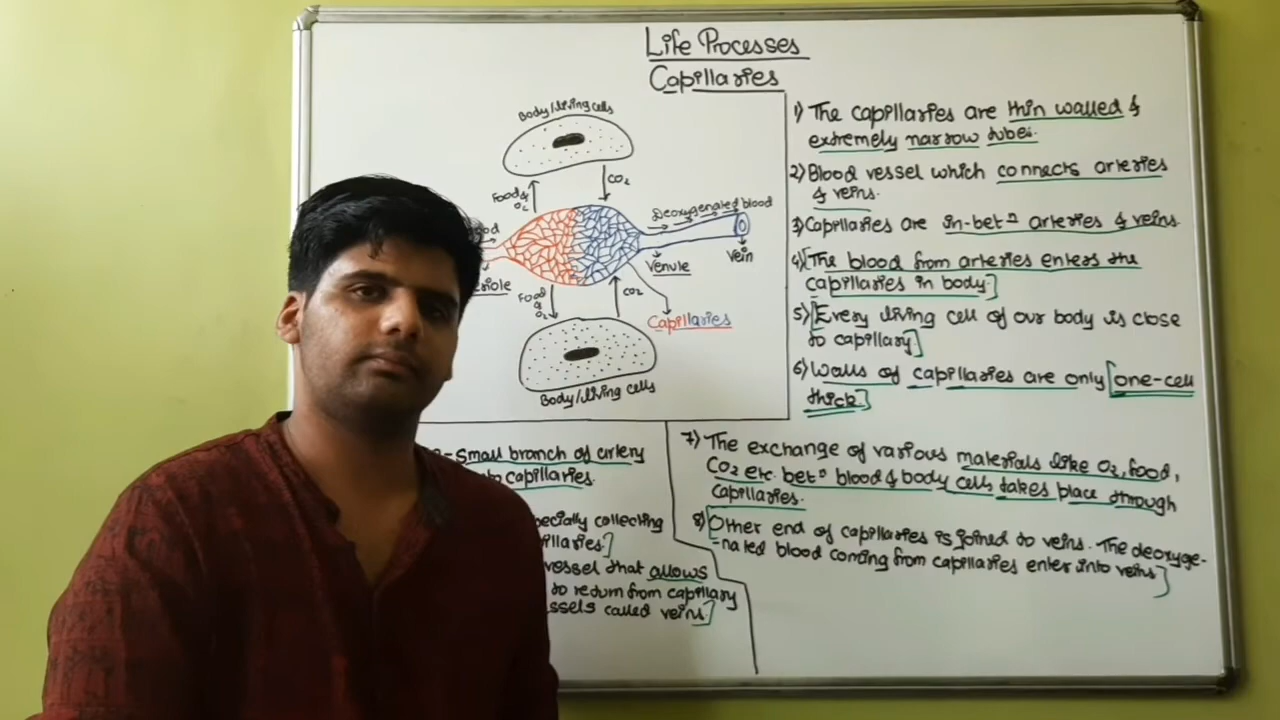 Life Processes
Capillaries
Body/living cells
Food &
O2
CO2
Deoxygenated blood
Venule
Vein
Food
&
O2
CO2
Capillaries
Body/living cells
1) The capillaries are thin walled &
extremely narrow tubes.
2) Blood vessel which connects arteries
& veins.
3) Capillaries are in-betⁿ arteries & veins
4) [The blood from arteries enters the
capillaries in body.]
5) [Every living cell of our body is close
to capillary]
6) Walls of capillaries are only [one-cell
thick.]
-Small branch of artery
capillaries.
collecting
vessel that allows
to return from capillary
called veins.]
7) The exchange of various materials like O2, food,
CO2 etc. betⁿ blood & body cells takes place through
capillaries.
8) [Other end of capillaries is joined to veins. The deoxyge-
-nated blood coming from capillaries enter into veins]